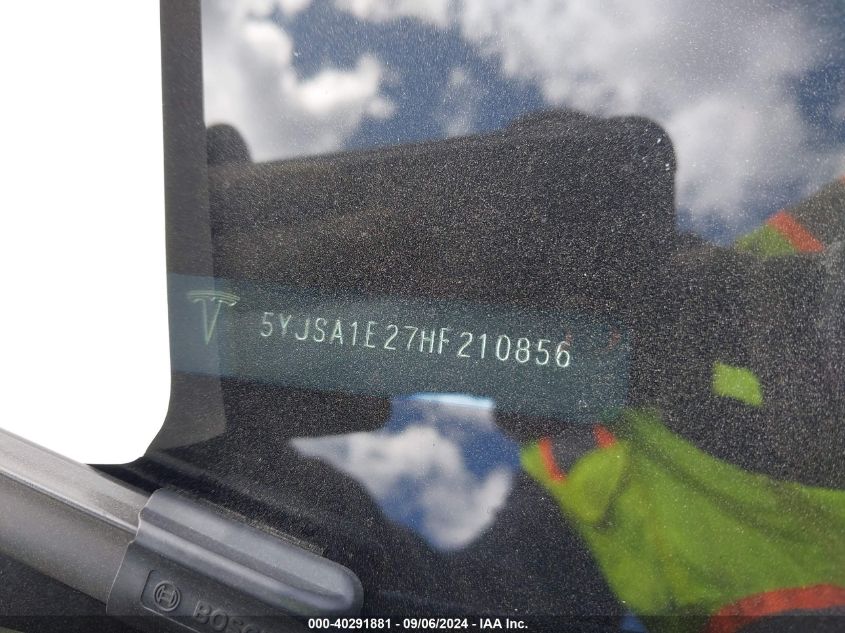 5YJSA1E27HF210856
BOSCH
000-40291881 - 09/06/2024 - IAA Inc.